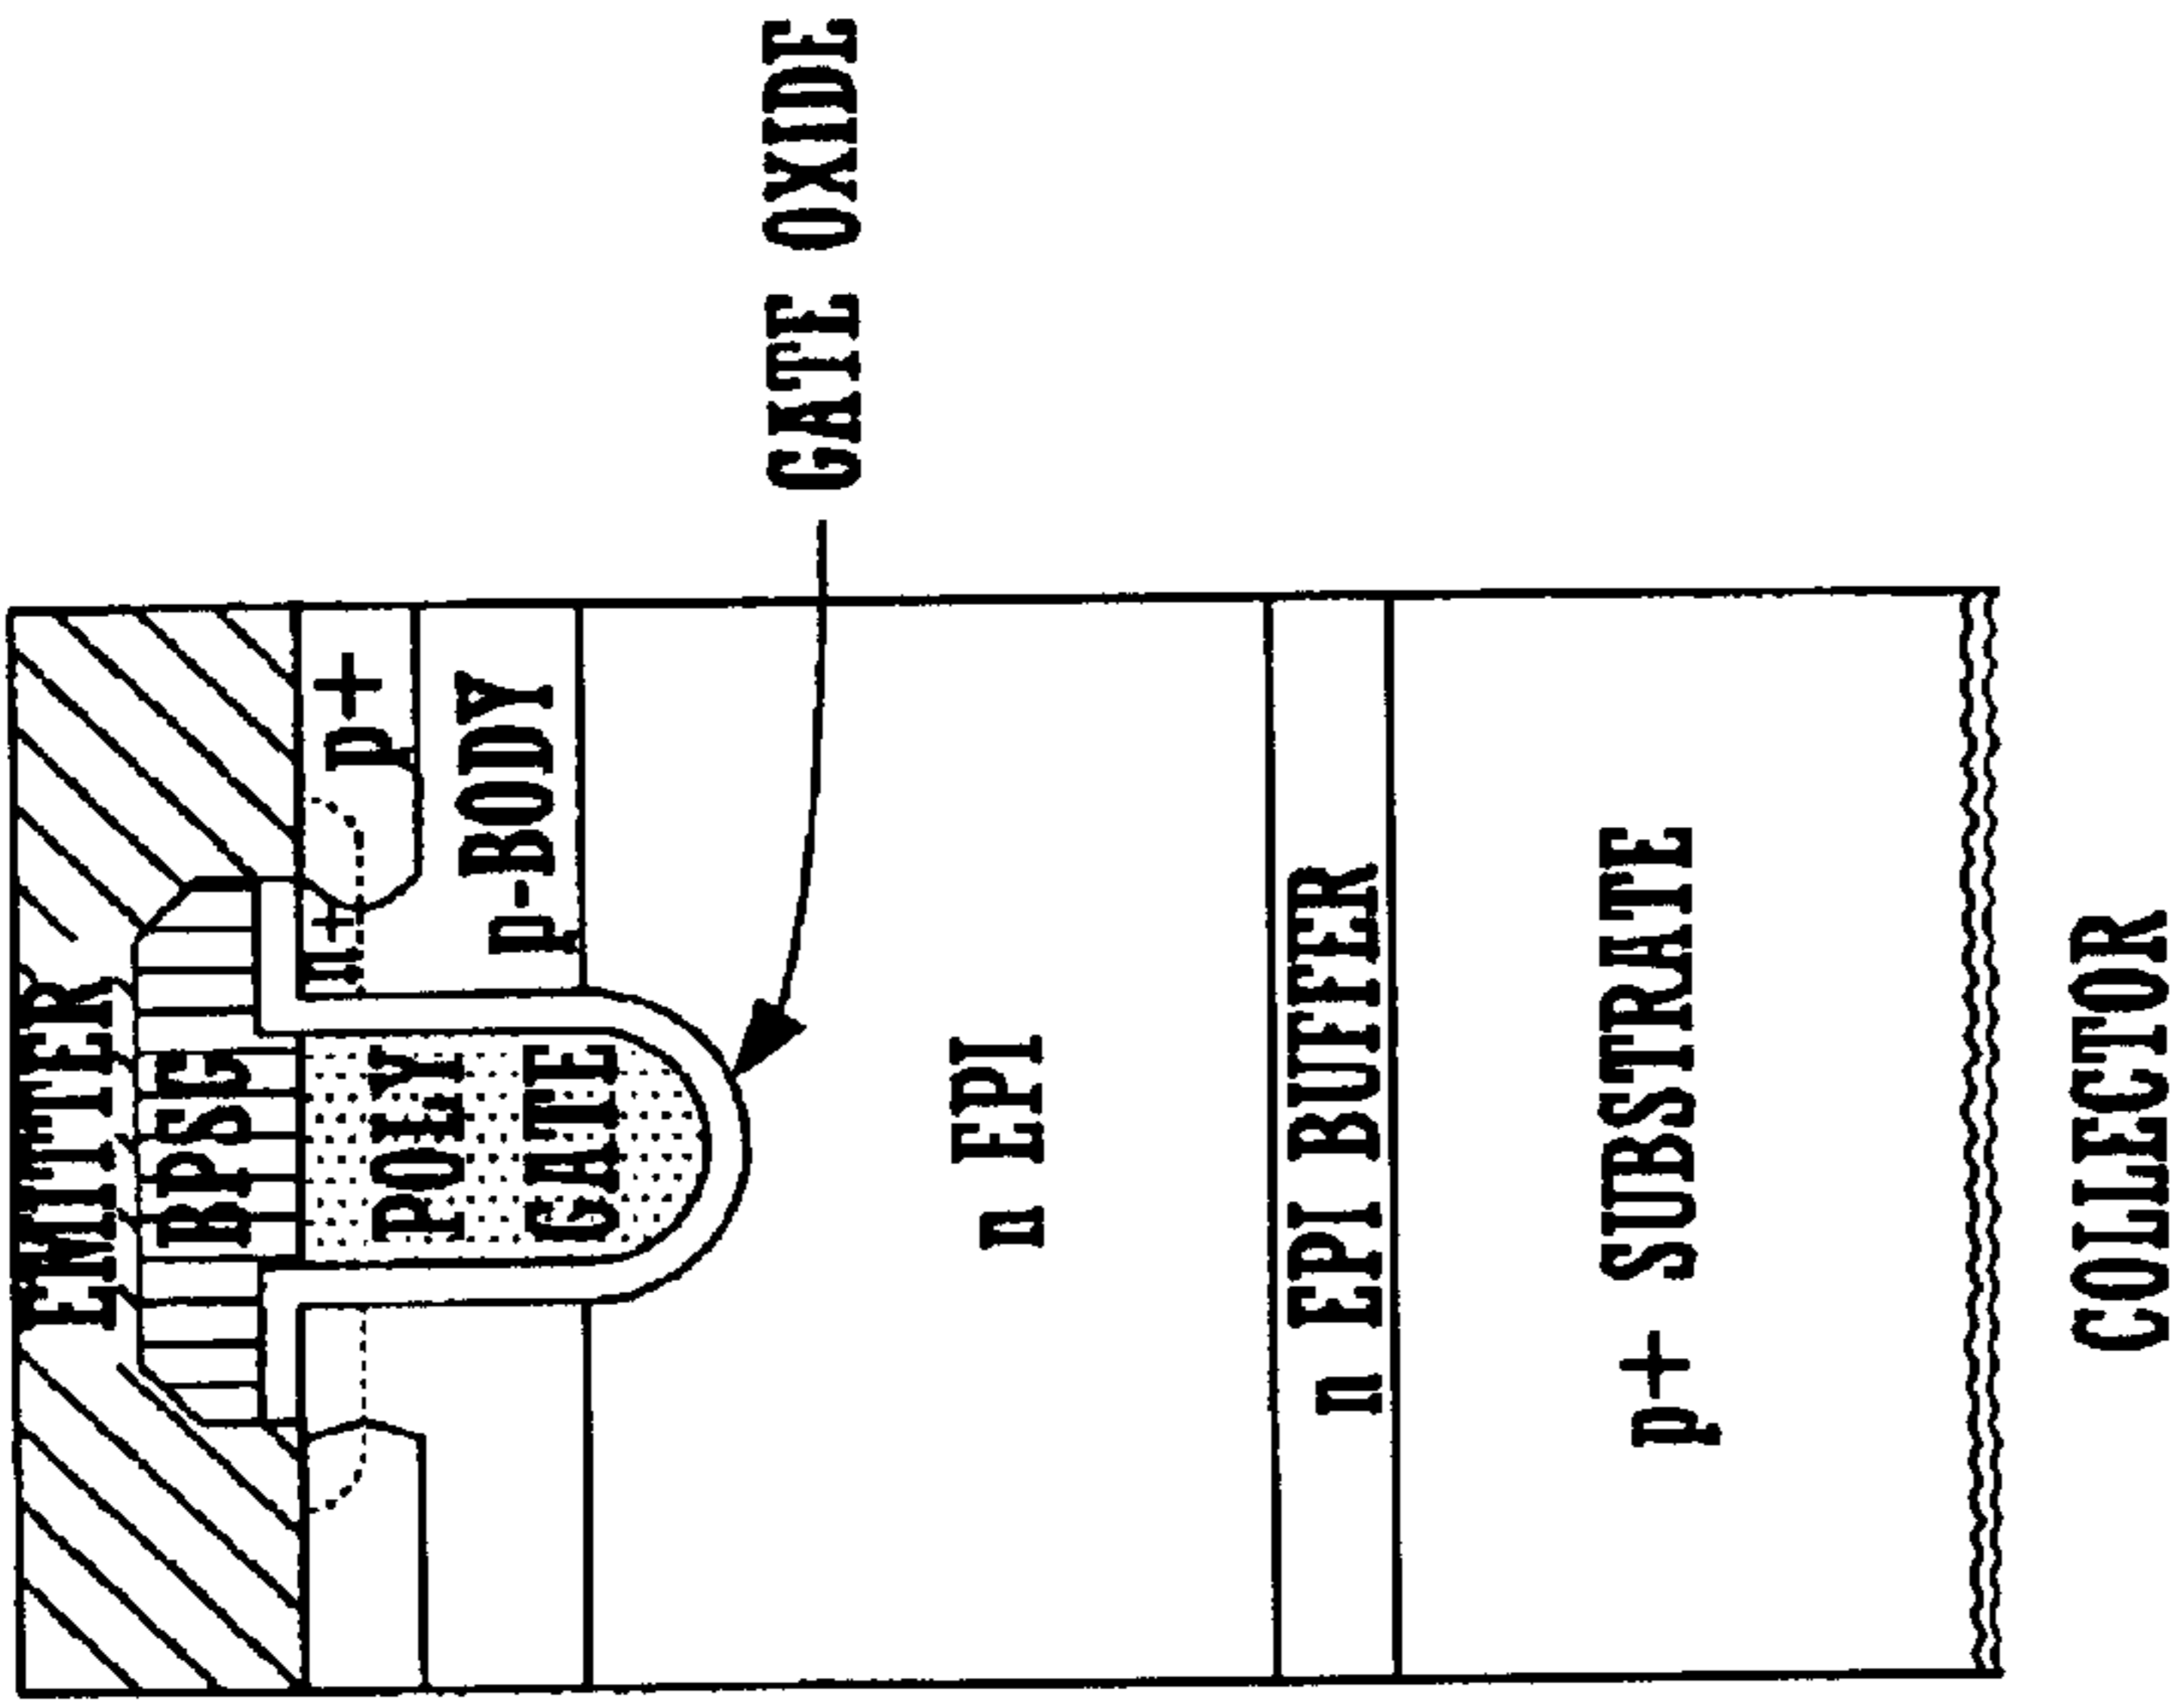 EMITTER
BPSG
POLY
GATE
n+
p+
p-BODY
GATE OXIDE
n EPI
n EPI BUFFER
p+ SUBSTRATE
COLLECTOR